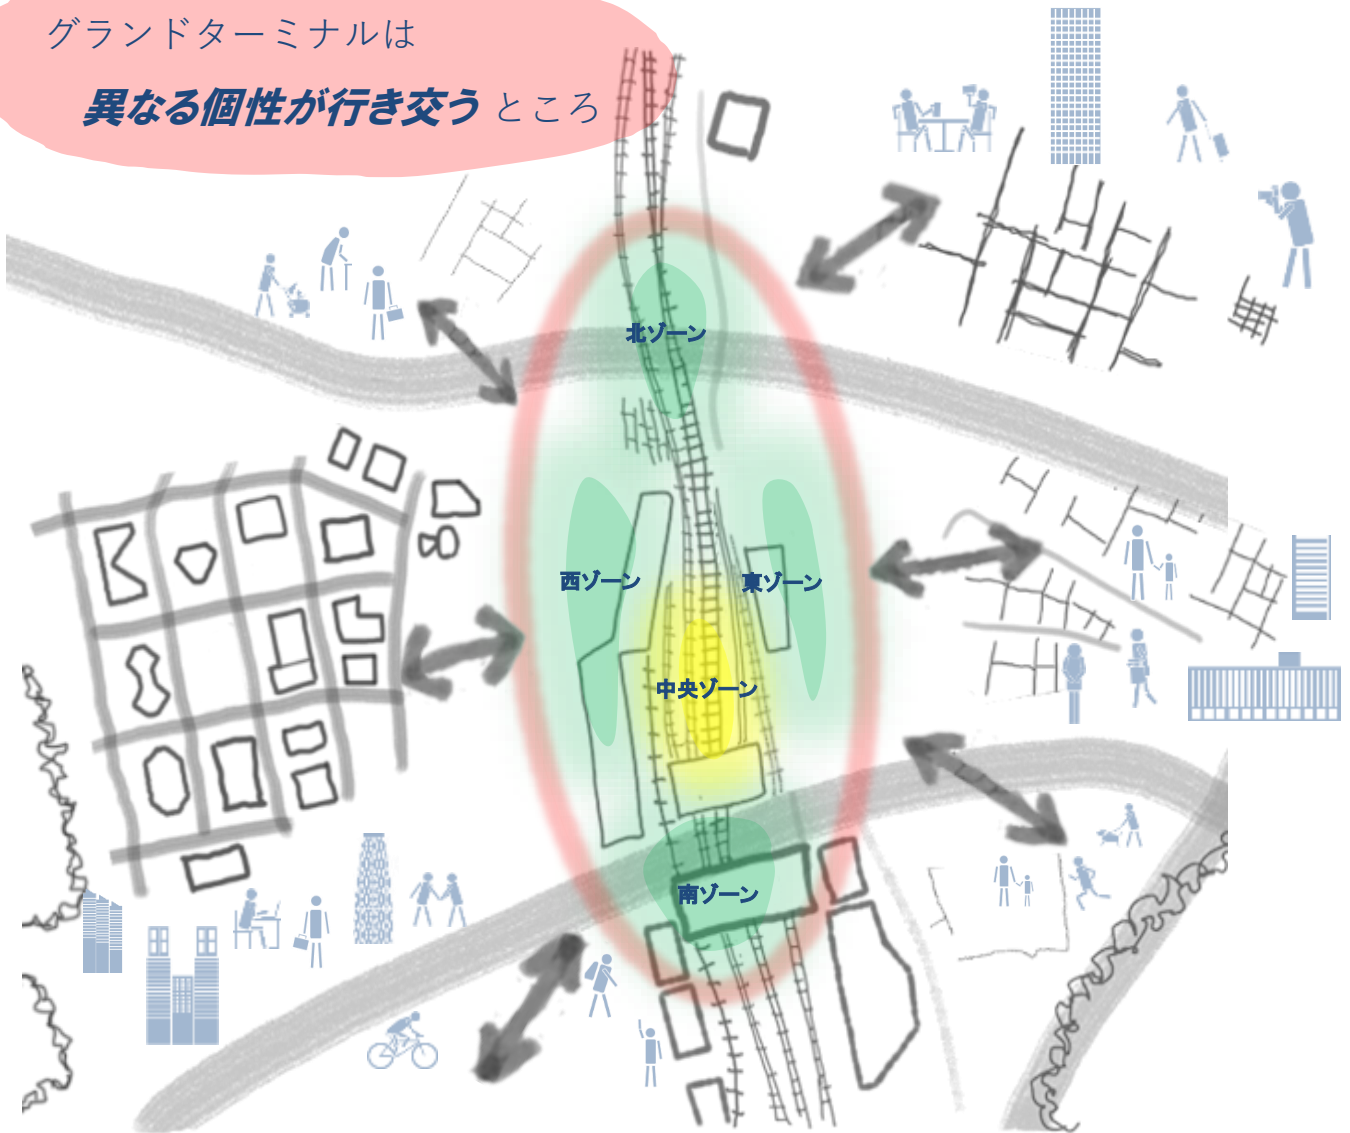 グランドターミナルは
異なる個性が行き交う ところ
北ゾーン
西ゾーン
東ゾーン
中央ゾーン
南ゾーン